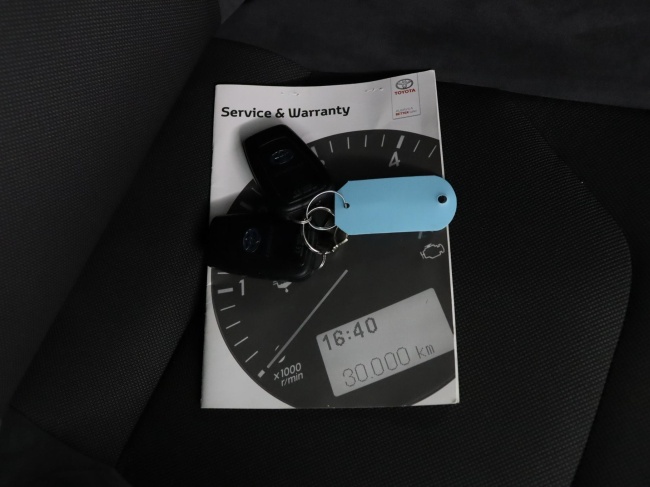 TOYOTA
Service & Warranty
4
1
16:40
30.000 km
x1000
r/min